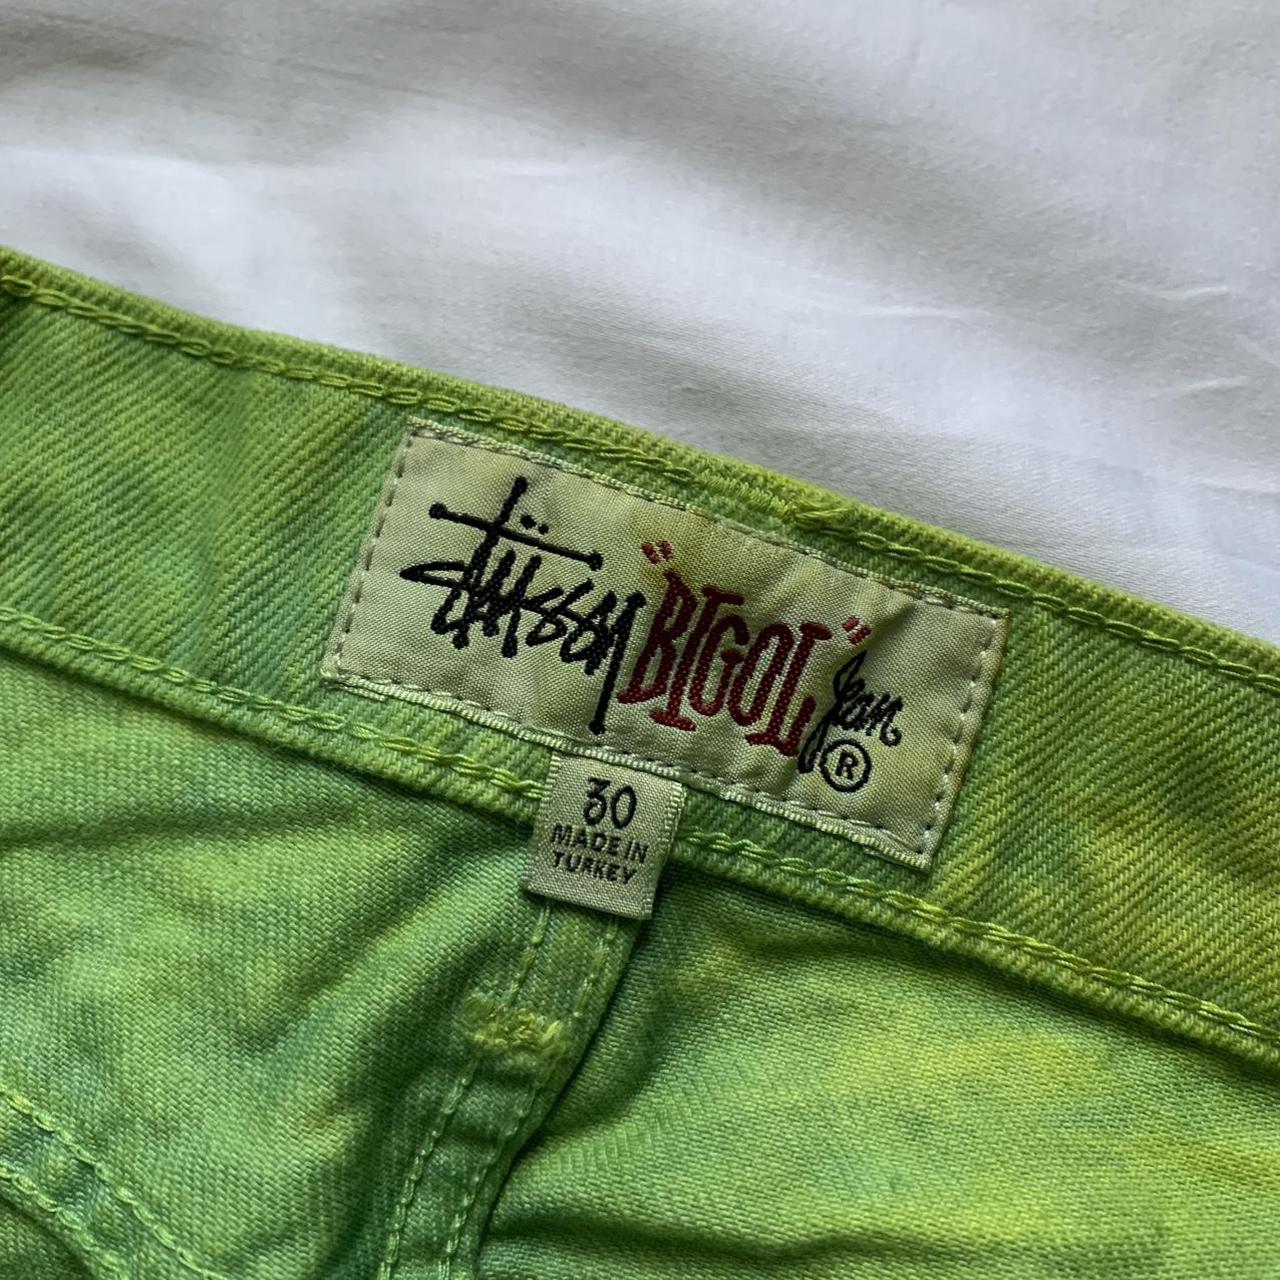 Stüssy "BIGOL" Jean ®
30
MADE IN
TURKEY